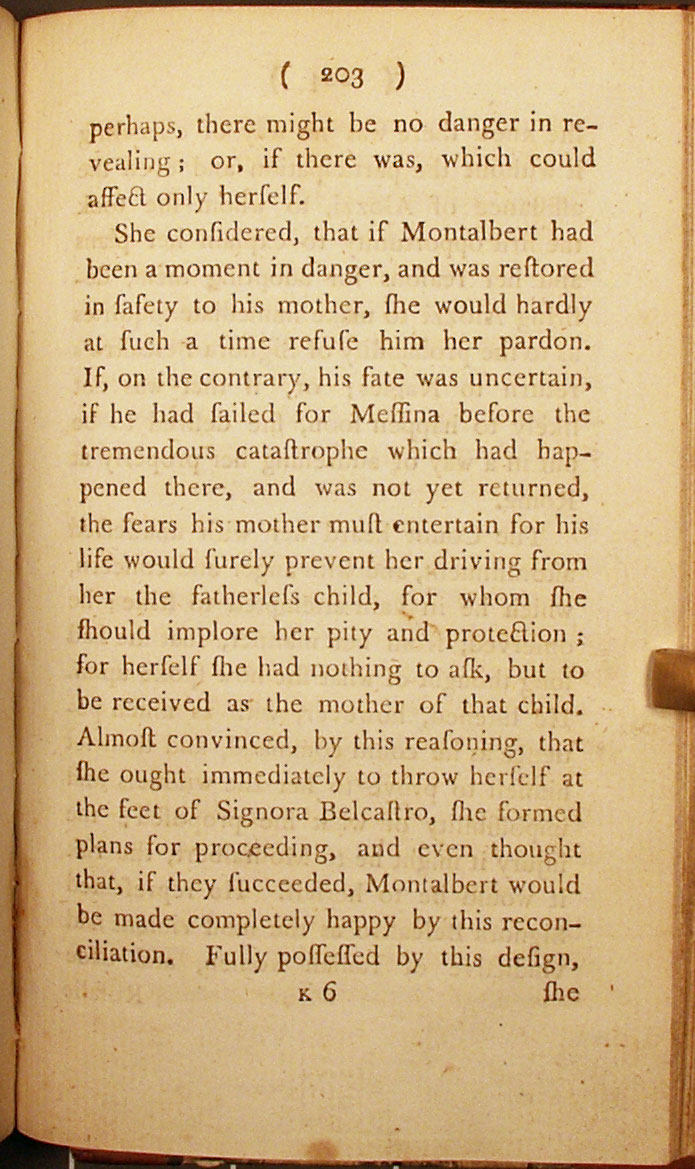 ( 203 )
perhaps, there might be no danger in re-
vealing; or, if there was, which could
affect only herſelf.
She conſidered, that if Montalbert had
been a moment in danger, and was reſtored
in ſafety to his mother, ſhe would hardly
at ſuch a time refuſe him her pardon.
If, on the contrary, his fate was uncertain,
if he had ſailed for Meſſina before the
tremendous cataſtrophe which had hap-
pened there, and was not yet returned,
the fears his mother muſt entertain for his
life would ſurely prevent her driving from
her the fatherleſs child, for whom ſhe
ſhould implore her pity and protection;
for herſelf ſhe had nothing to aſk, but to
be received as the mother of that child.
Almoſt convinced, by this reaſoning, that
ſhe ought immediately to throw herſelf at
the feet of Signora Belcaſtro, ſhe formed
plans for proceeding, and even thought
that, if they ſucceeded, Montalbert would
be made completely happy by this recon-
ciliation. Fully poſſeſſed by this deſign,
K 6 ſhe